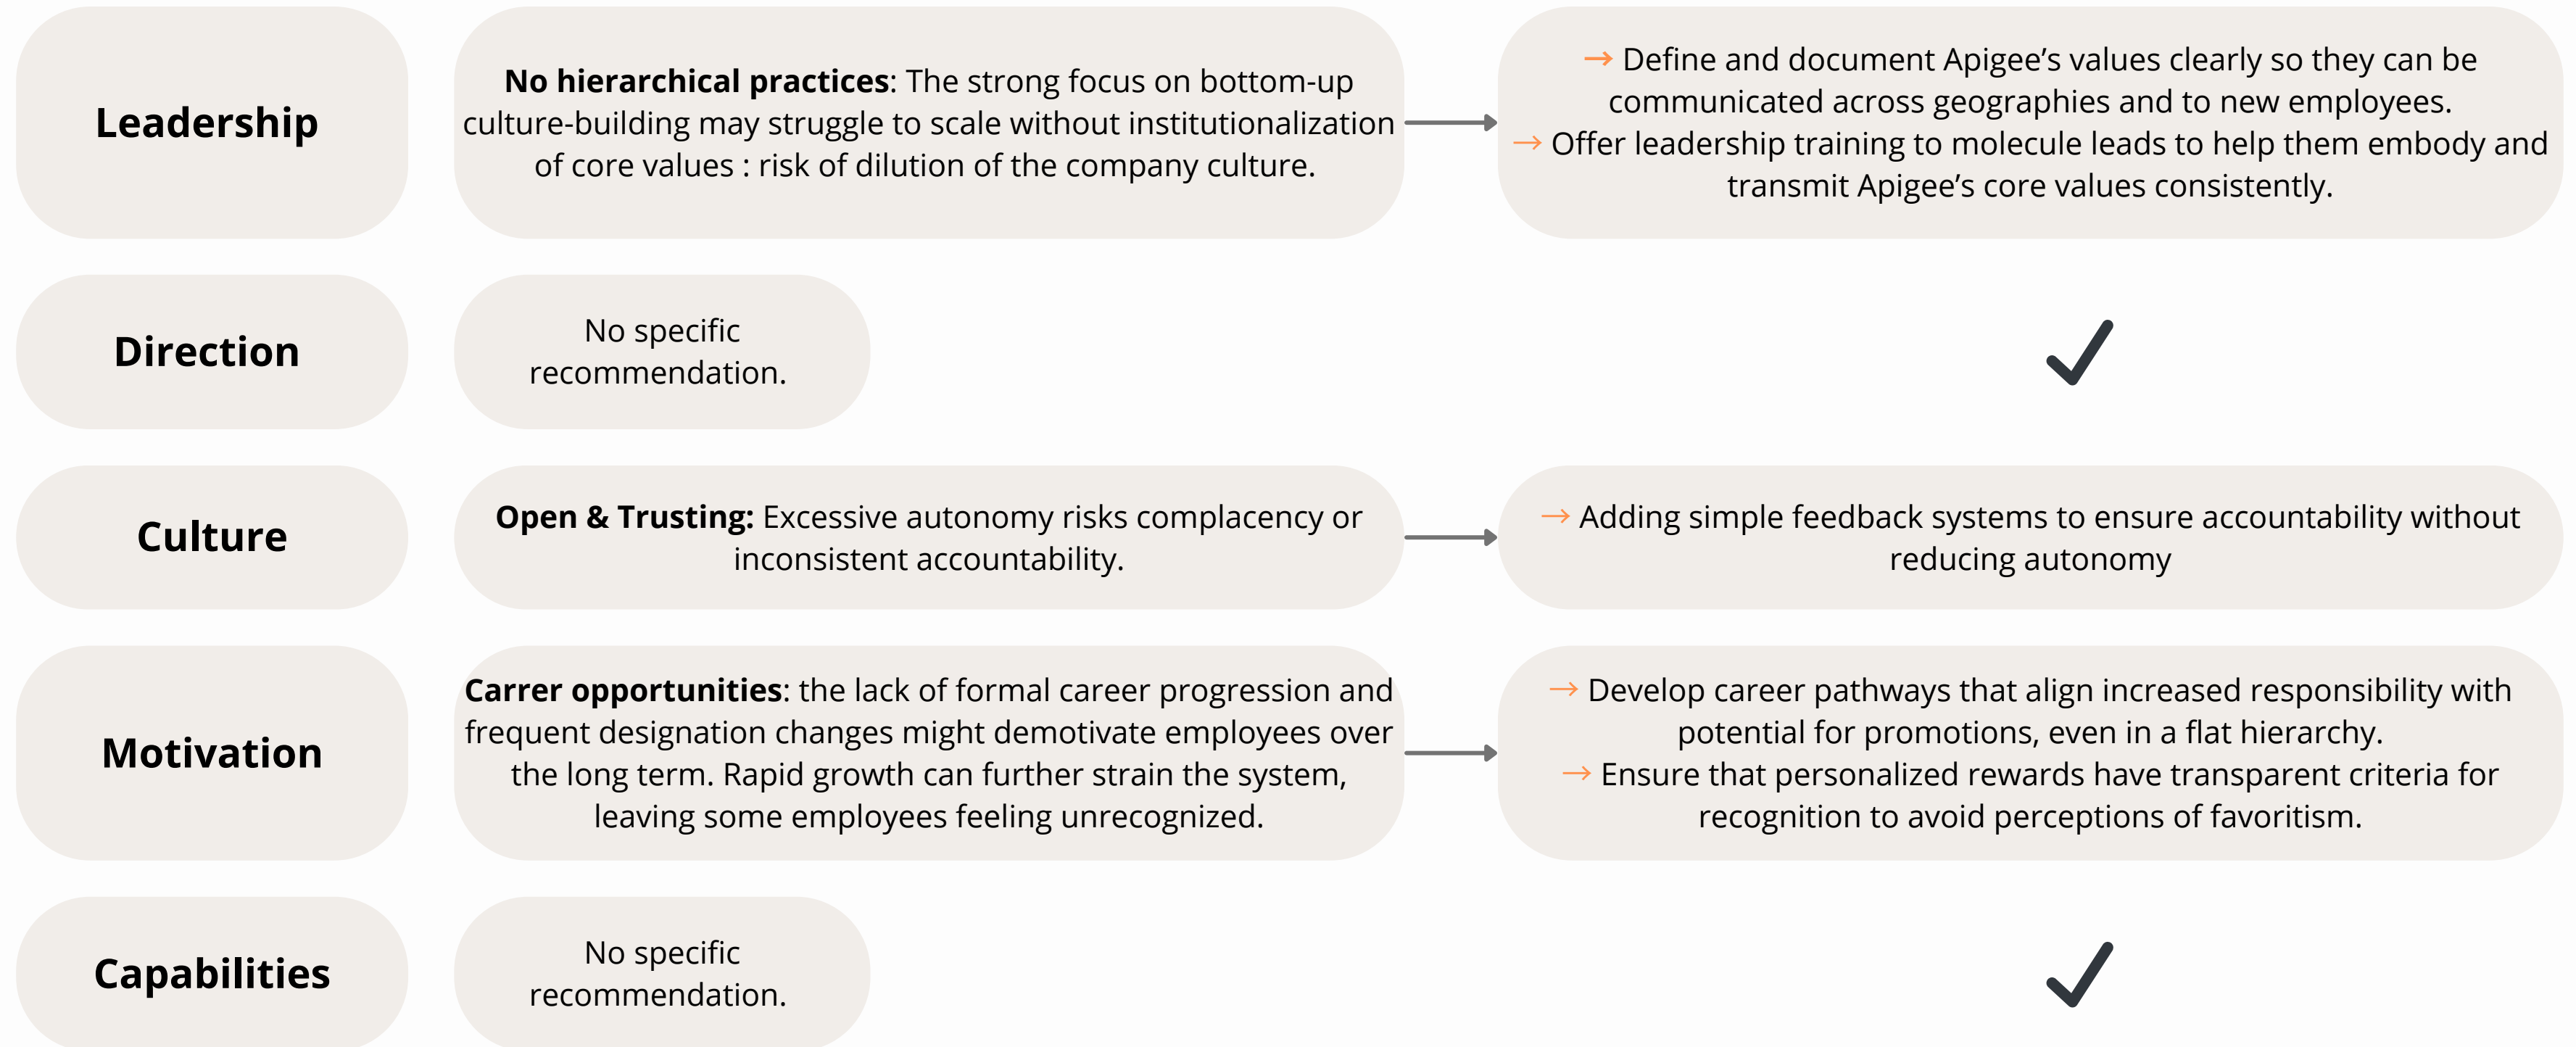 Leadership
No hierarchical practices: The strong focus on bottom-up
culture-building may struggle to scale without institutionalization
of core values : risk of dilution of the company culture.
→ Define and document Apigee’s values clearly so they can be
communicated across geographies and to new employees.
→ Offer leadership training to molecule leads to help them embody and
transmit Apigee’s core values consistently.
Direction
No specific
recommendation.
Culture
Open & Trusting: Excessive autonomy risks complacency or
inconsistent accountability.
→ Adding simple feedback systems to ensure accountability without
reducing autonomy
Motivation
Carrer opportunities: the lack of formal career progression and
frequent designation changes might demotivate employees over
the long term. Rapid growth can further strain the system,
leaving some employees feeling unrecognized.
→ Develop career pathways that align increased responsibility with
potential for promotions, even in a flat hierarchy.
→ Ensure that personalized rewards have transparent criteria for
recognition to avoid perceptions of favoritism.
Capabilities
No specific
recommendation.